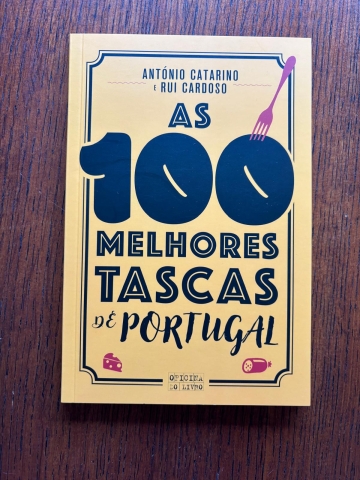 ANTÓNIO CATARINO
E RUI CARDOSO
AS
100
MELHORES
TASCAS
DE PORTUGAL
OFICINA
DO LIVRO